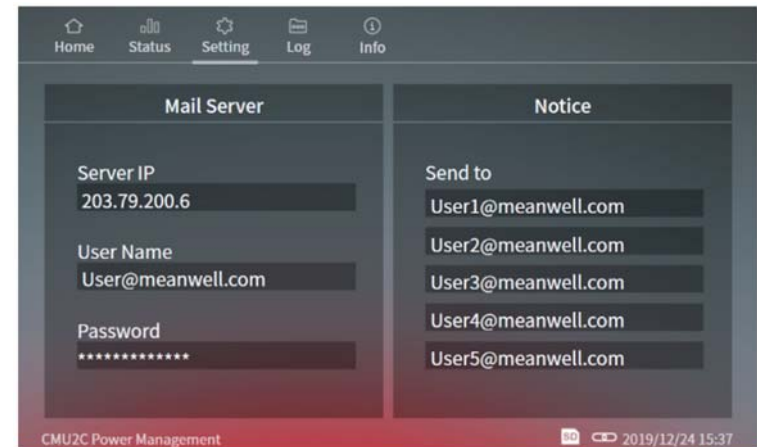 Home Status Setting Log Info
Mail Server
Server IP
203.79.200.6
User Name
User@meanwell.com
Password
*************
Notice
Send to
User1@meanwell.com
User2@meanwell.com
User3@meanwell.com
User4@meanwell.com
User5@meanwell.com
CMU2C Power Management
SD 2019/12/24 15:37